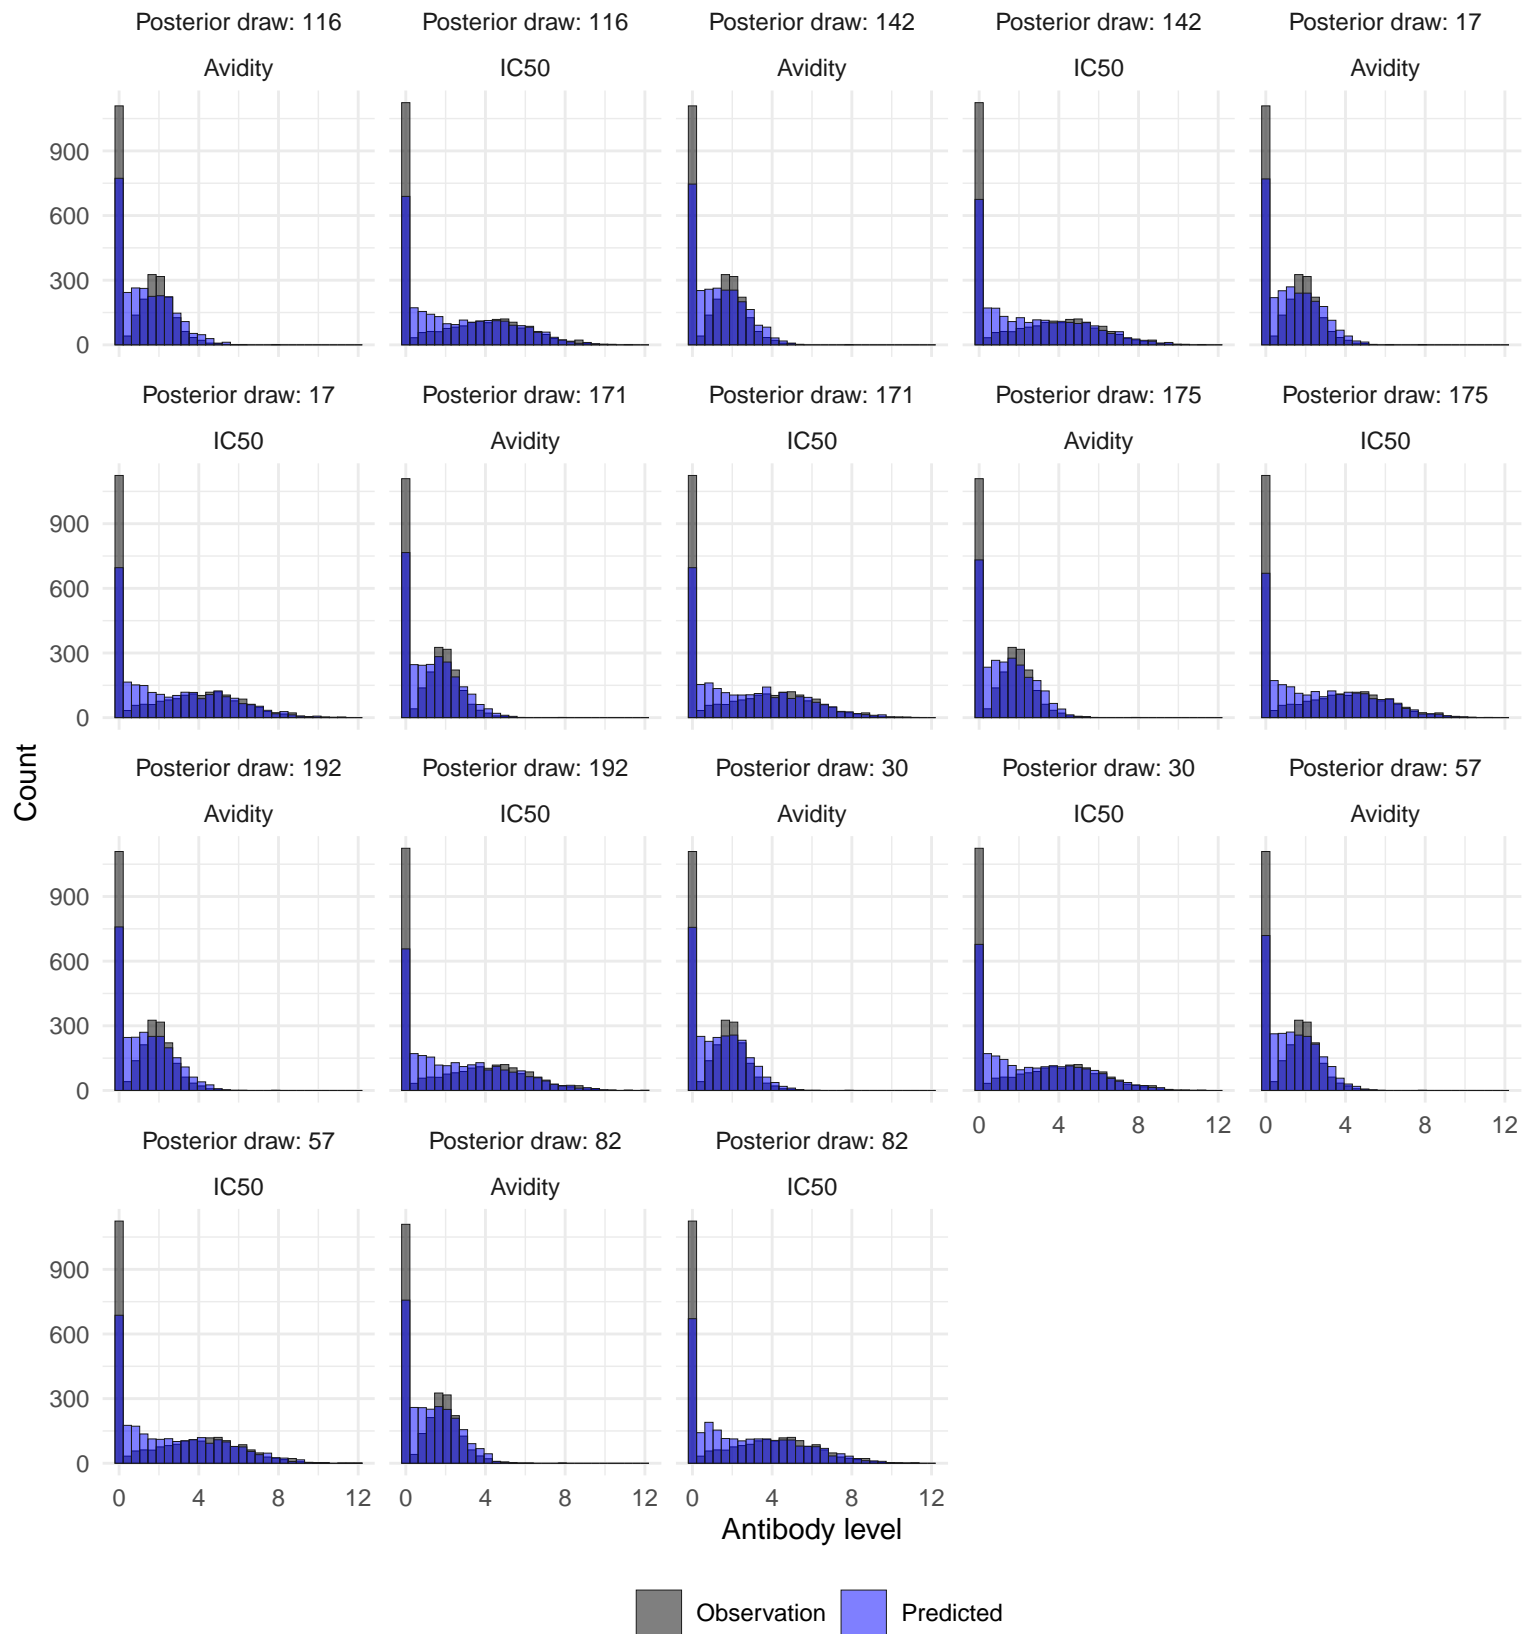 Posterior draw: 116 Posterior draw: 116 Posterior draw: 142 Posterior draw: 142 Posterior draw: 17
Avidity IC50 Avidity IC50 Avidity
900
600
300
0
Posterior draw: 17 Posterior draw: 171 Posterior draw: 171 Posterior draw: 175 Posterior draw: 175
IC50 Avidity IC50 Avidity IC50
900
600
300
0
Count
Posterior draw: 192 Posterior draw: 192 Posterior draw: 30 Posterior draw: 30 Posterior draw: 57
Avidity IC50 Avidity IC50 Avidity
900
600
300
0
0 4 8 12 0 4 8 12
Posterior draw: 57 Posterior draw: 82 Posterior draw: 82
IC50 Avidity IC50
900
600
300
0
0 4 8 12 0 4 8 12 0 4 8 12
Antibody level
Observation Predicted